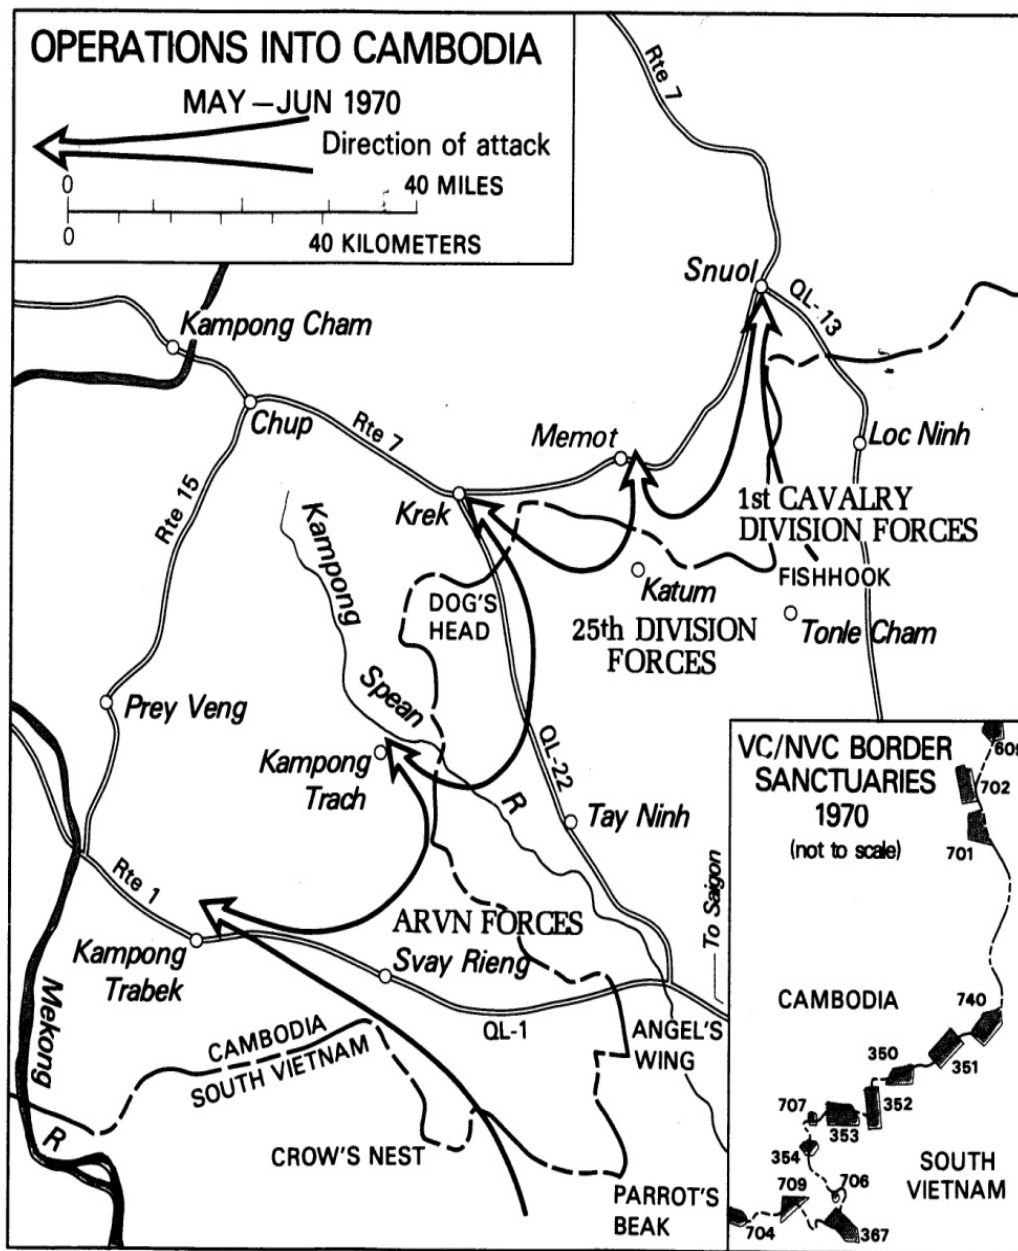 OPERATIONS INTO CAMBODIA
MAY–JUN 1970
Direction of attack
0 40 MILES
0 40 KILOMETERS
Rte 7
Snuol
QL-13
Kampong Cham
Chup
Rte 7
Memot
Loc Ninh
Rte 15
Krek
1st CAVALRY
DIVISION FORCES
Kampong
Spean
R
FISHHOOK
Katum
DOG'S
HEAD
25th DIVISION
FORCES
Tonle Cham
Prey Veng
Kampong
Trach
QL-22
Tay Ninh
To Saigon
Rte 1
ARVN FORCES
Kampong
Trabek
Svay Rieng
QL-1
Mekong
R
CAMBODIA
SOUTH VIETNAM
ANGEL'S
WING
CROW'S NEST
PARROT'S
BEAK
VC/NVC BORDER
SANCTUARIES
1970
(not to scale)
609
702
701
CAMBODIA
740
350
351
707
352
353
354
SOUTH
VIETNAM
709
706
704
367